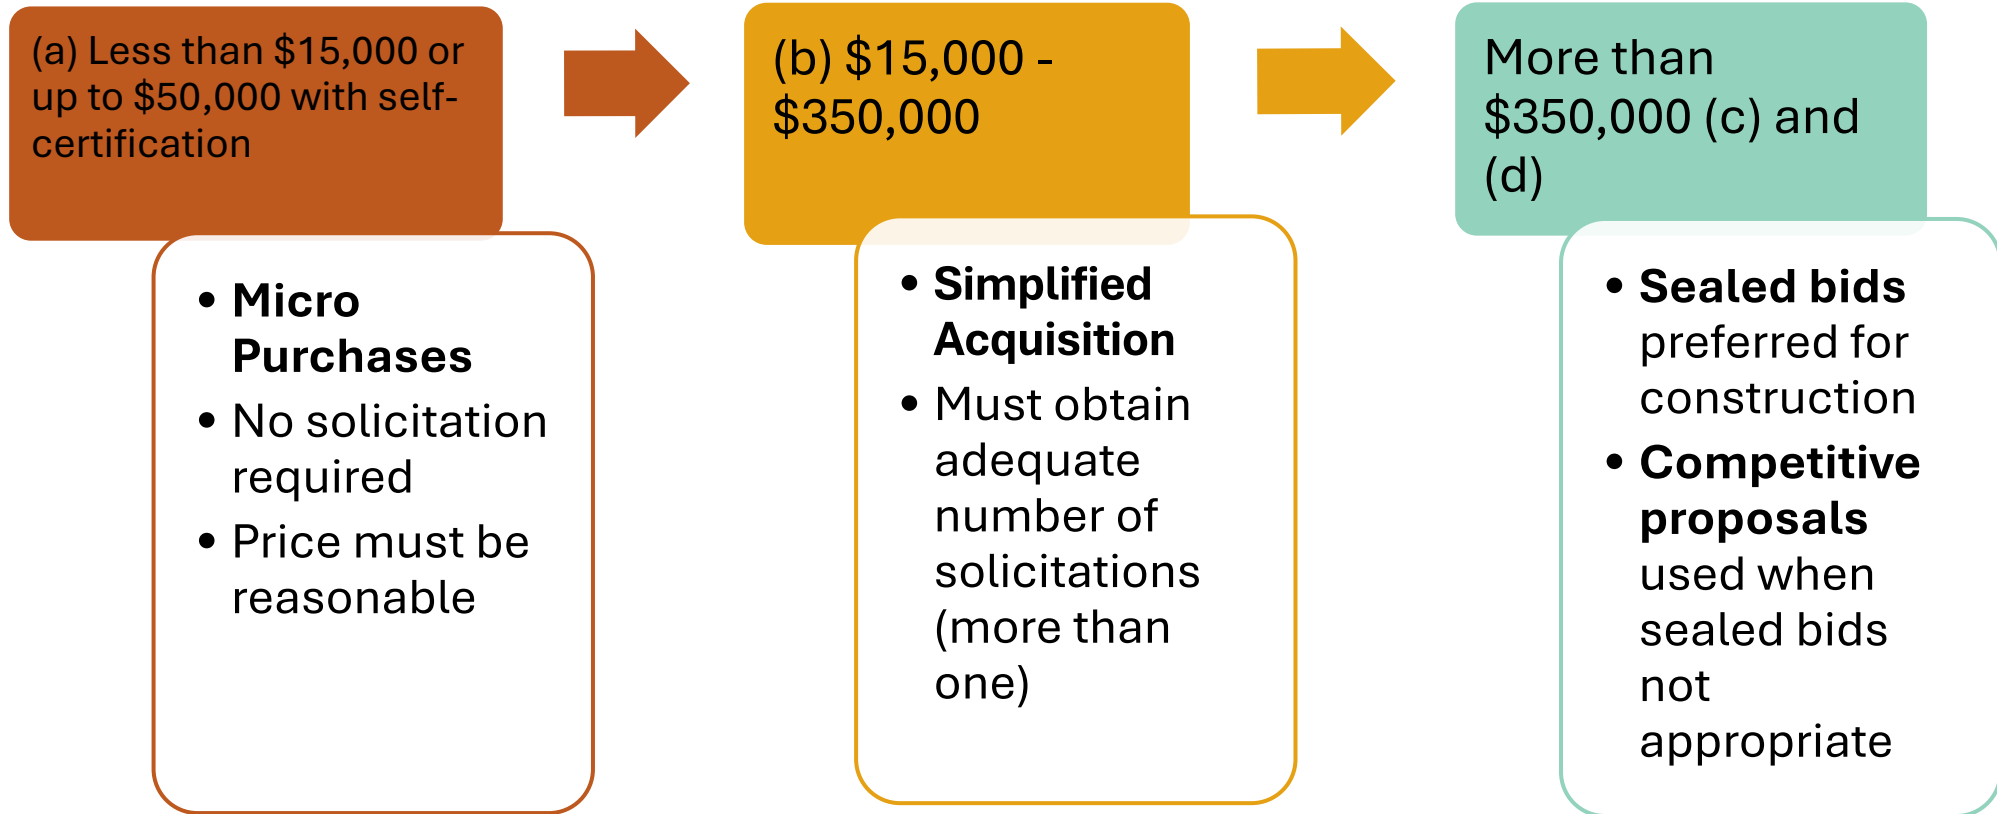 (a) Less than $15,000 or
up to $50,000 with self-
certification
• Micro
Purchases
• No solicitation
required
• Price must be
reasonable
(b) $15,000 -
$350,000
• Simplified
Acquisition
• Must obtain
adequate
number of
solicitations
(more than
one)
More than
$350,000 (c) and
(d)
• Sealed bids
preferred for
construction
• Competitive
proposals
used when
sealed bids
not
appropriate